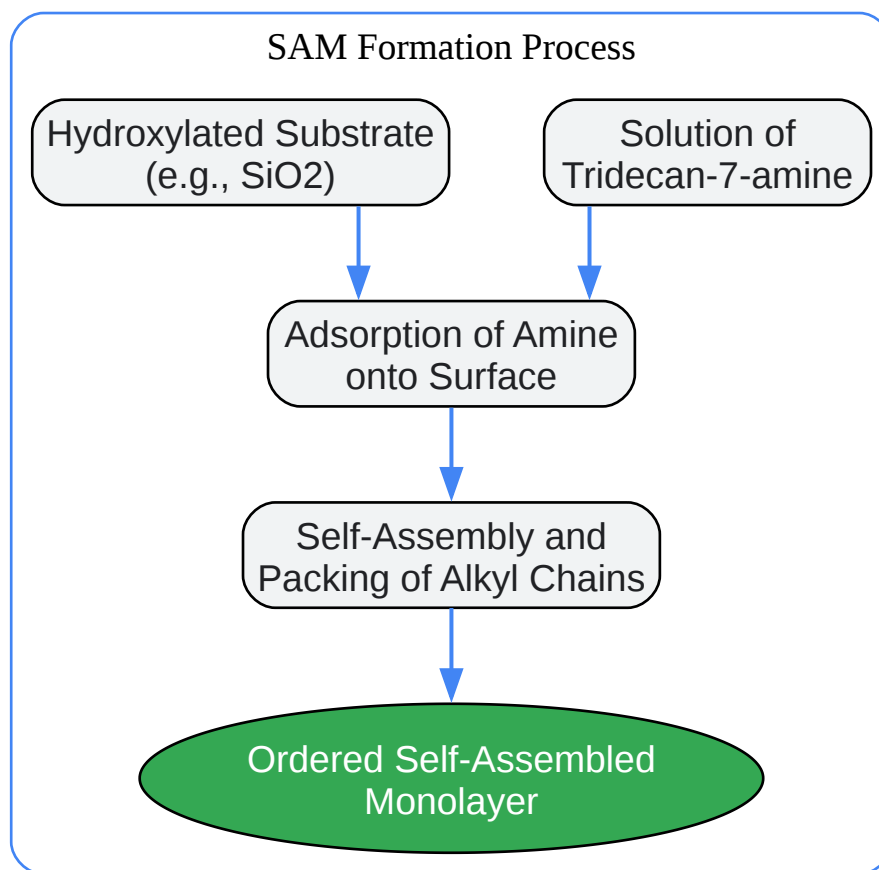 SAM Formation Process
Hydroxylated Substrate
(e.g., SiO2)
Solution of
Tridecan-7-amine
Adsorption of Amine
onto Surface
Self-Assembly and
Packing of Alkyl Chains
Ordered Self-Assembled
Monolayer